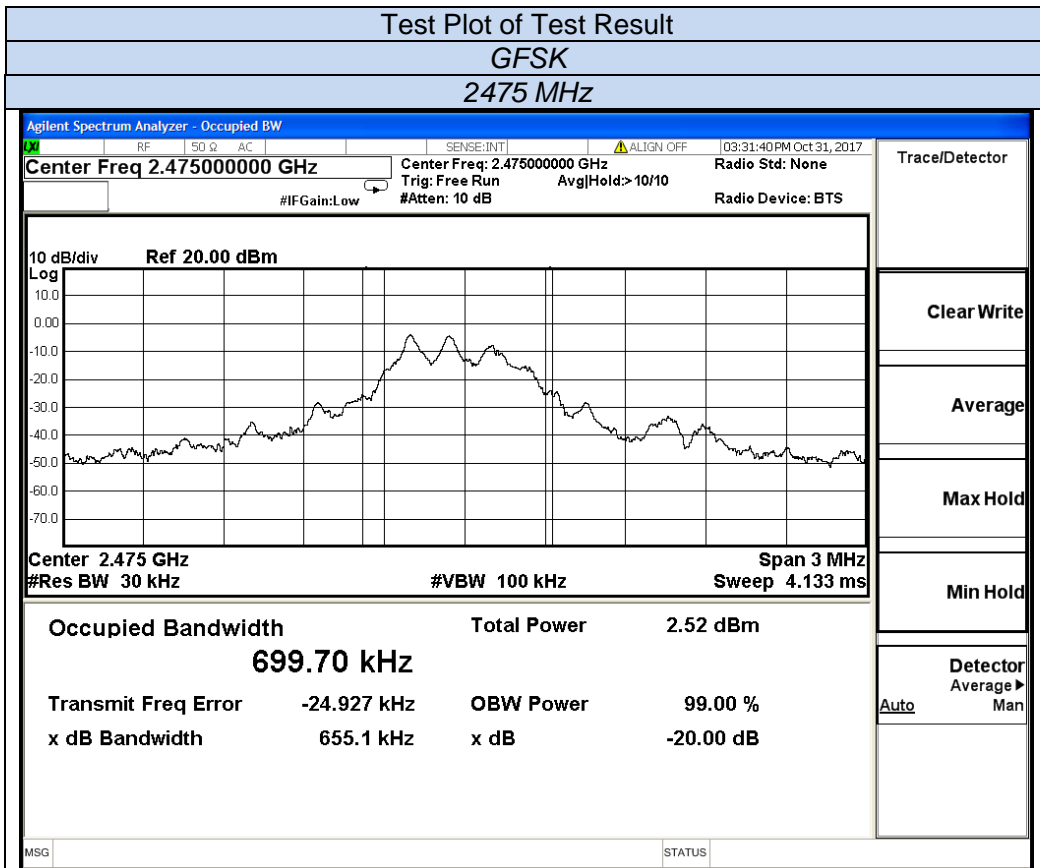 Test Plot of Test Result
GFSK
2475 MHz
Agilent Spectrum Analyzer - Occupied BW
LXI RF 50 Ω AC SENSE:INT ALIGN OFF 03:31:40 PM Oct 31, 2017
Center Freq 2.475000000 GHz
Center Freq: 2.475000000 GHz Radio Std: None
Trig: Free Run Avg|Hold:>10/10
#IFGain:Low #Atten: 10 dB Radio Device: BTS
10 dB/div Ref 20.00 dBm
Log
10.0
0.00
-10.0
-20.0
-30.0
-40.0
-50.0
-60.0
-70.0
Center 2.475 GHz Span 3 MHz
#Res BW 30 kHz #VBW 100 kHz Sweep 4.133 ms
Occupied Bandwidth Total Power 2.52 dBm
699.70 kHz
Transmit Freq Error -24.927 kHz OBW Power 99.00 %
x dB Bandwidth 655.1 kHz x dB -20.00 dB
MSG STATUS
Trace/Detector
Clear Write
Average
Max Hold
Min Hold
Detector
Average▶
Auto Man